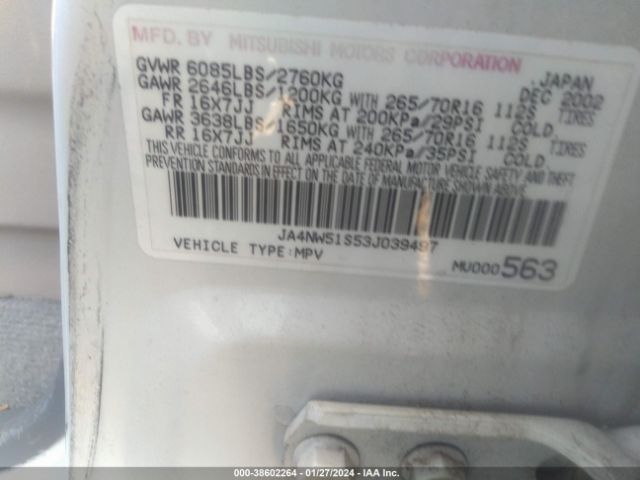 MFD. BY MITSUBISHI MOTORS CORPORATION
JAPAN
GVWR 6085LBS/2760KG DEC 2002
GAWR 2646LBS/1200KG WITH 265/70R16 112S TIRES
FR 16X7JJ RIMS AT 200KPa/29PSI COLD
GAWR 3638LBS/1650KG WITH 265/70R16 112S TIRES
RR 16X7JJ RIMS AT 240KPa/35PSI COLD
THIS VEHICLE CONFORMS TO ALL APPLICABLE FEDERAL MOTOR VEHICLE SAFETY AND THEFT
PREVENTION STANDARDS IN EFFECT ON THE DATE OF MANUFACTURE SHOWN ABOVE.
JA4NW51S53J039497
VEHICLE TYPE:MPV MU000563
000-38602264 - 01/27/2024 - IAA Inc.